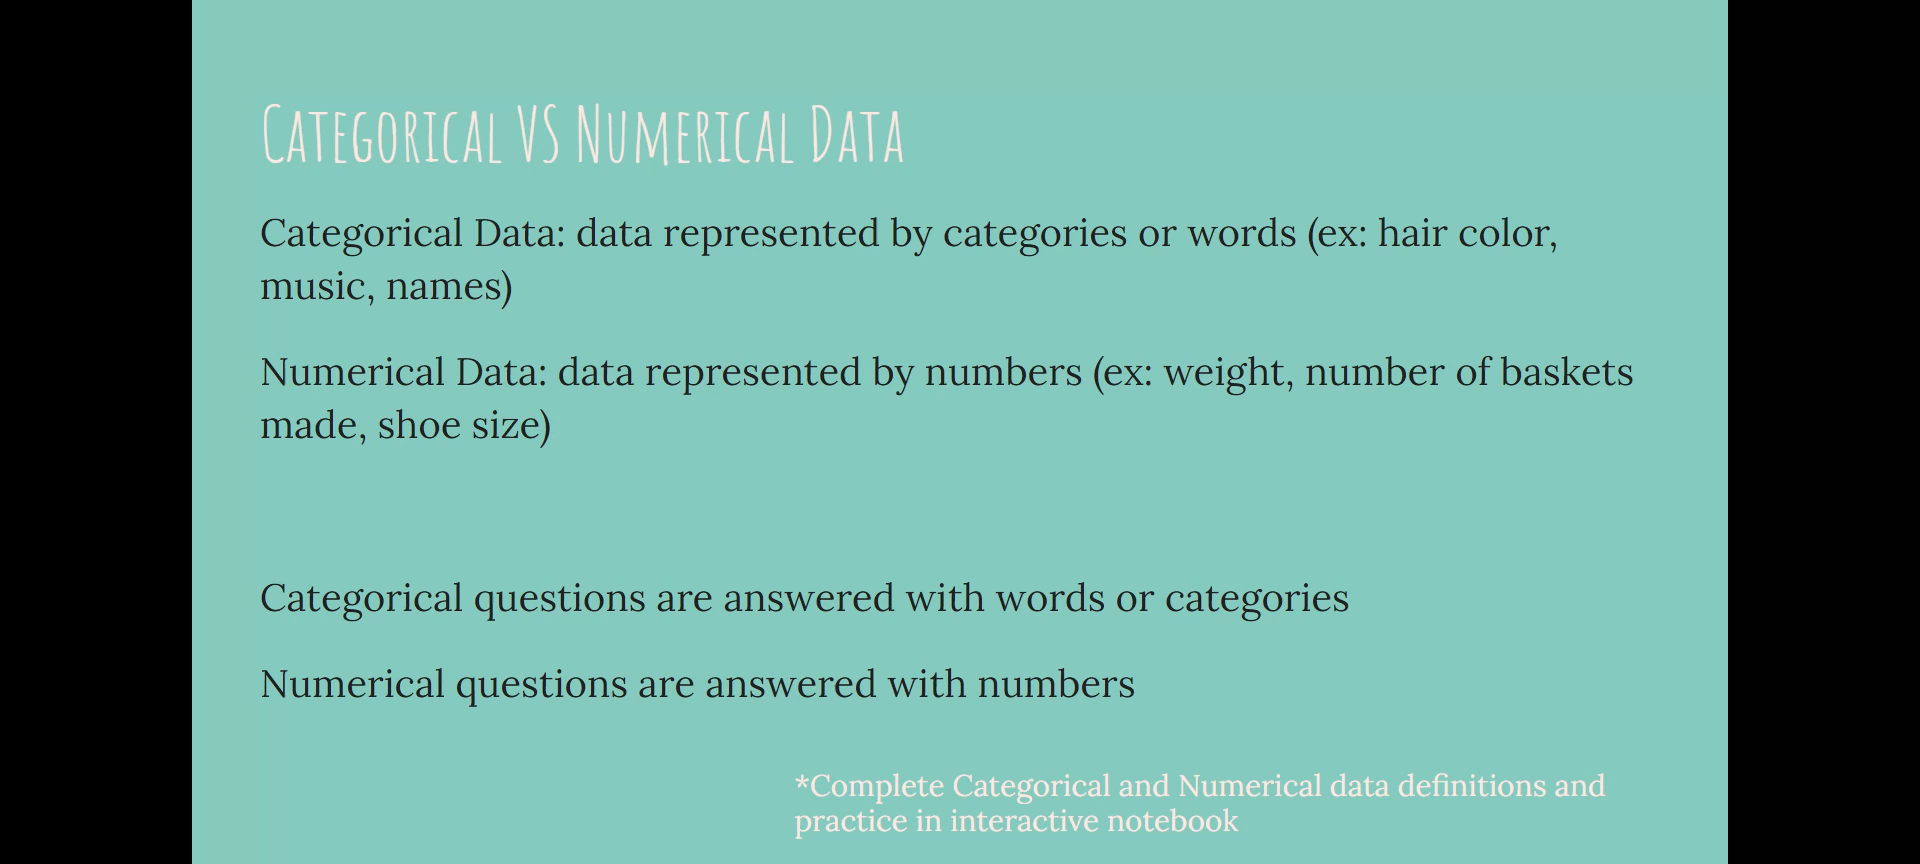 Categorical VS Numerical Data
Categorical Data: data represented by categories or words (ex: hair color,
music, names)
Numerical Data: data represented by numbers (ex: weight, number of baskets
made, shoe size)
Categorical questions are answered with words or categories
Numerical questions are answered with numbers
*Complete Categorical and Numerical data definitions and
practice in interactive notebook